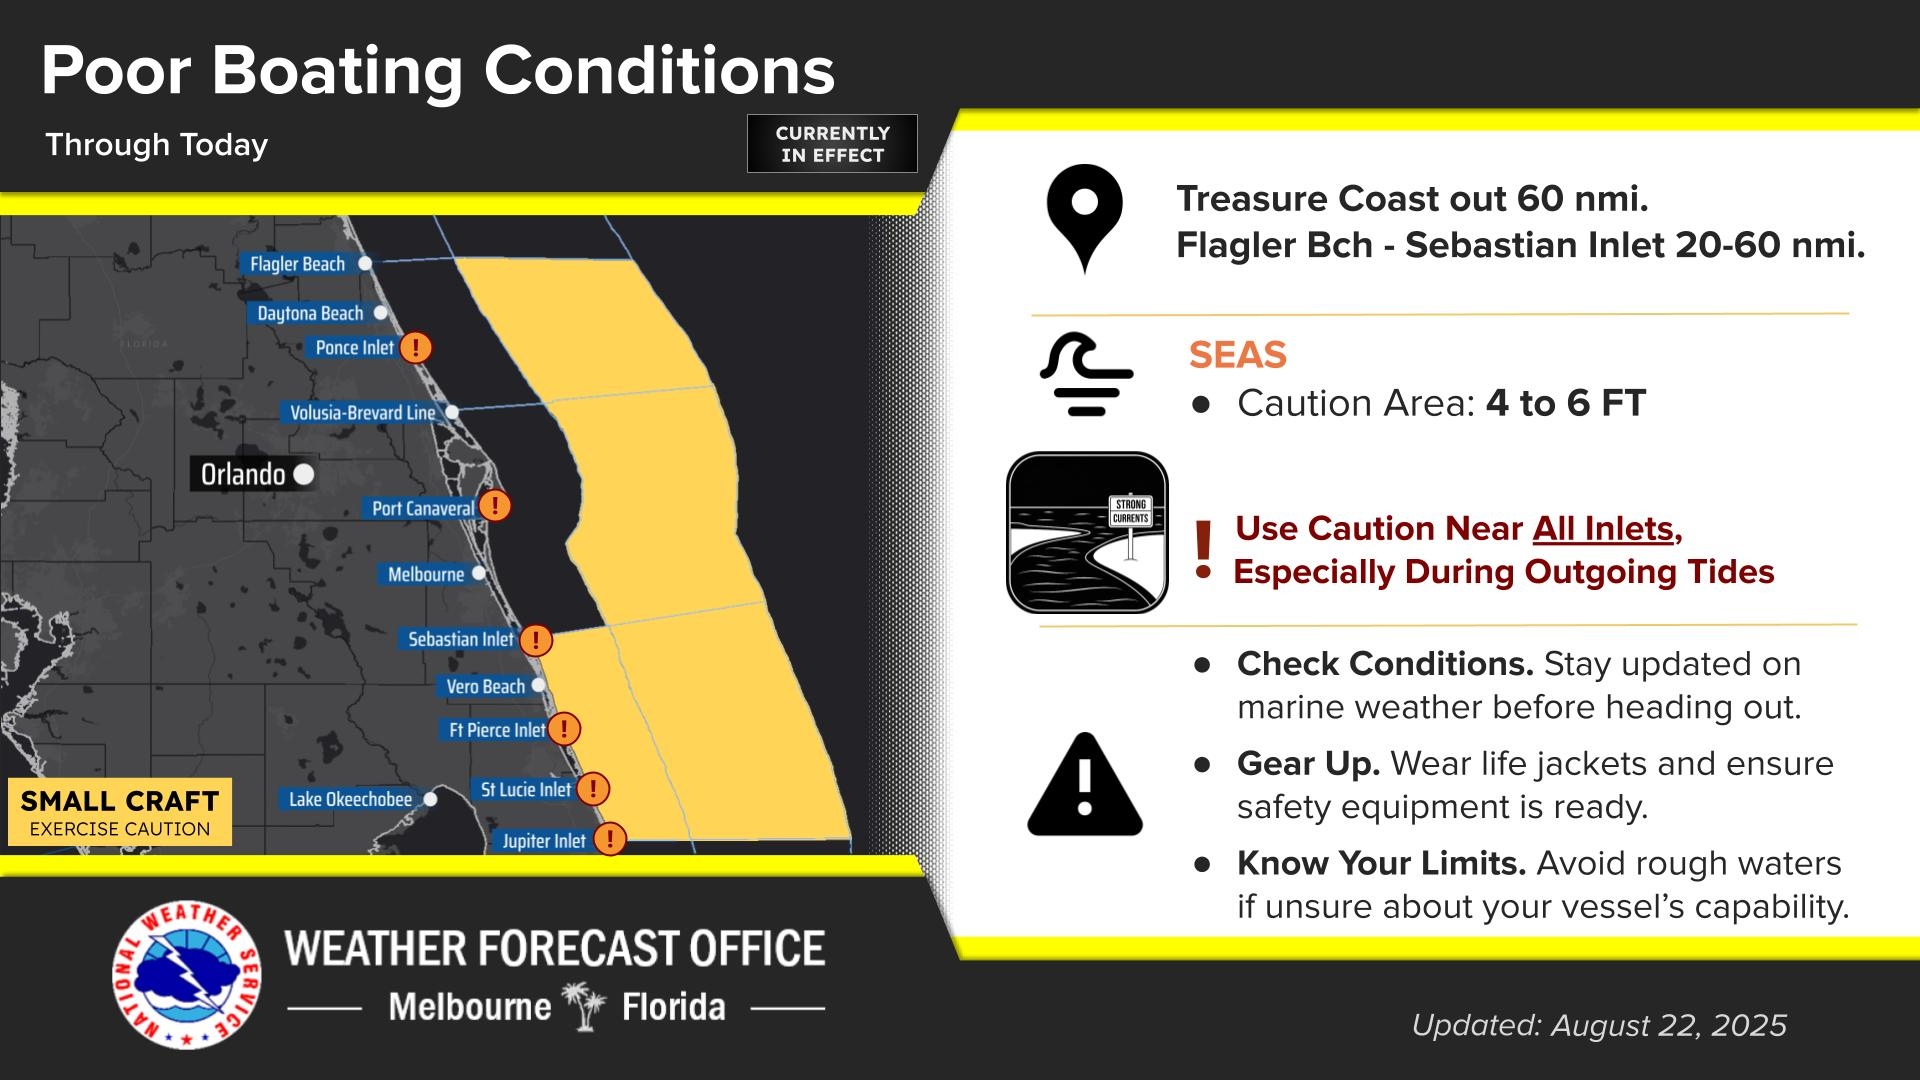 Poor Boating Conditions
Through Today
CURRENTLY
IN EFFECT
Flagler Beach
Daytona Beach
FLORIDA
Ponce Inlet
!
Volusia-Brevard Line
Orlando
Port Canaveral
!
Melbourne
Sebastian Inlet
!
Vero Beach
Ft Pierce Inlet
!
St Lucie Inlet
!
Lake Okeechobee
Jupiter Inlet
!
SMALL CRAFT
EXERCISE CAUTION
Treasure Coast out 60 nmi.
Flagler Bch - Sebastian Inlet 20-60 nmi.
SEAS
● Caution Area: 4 to 6 FT
STRONG
CURRENTS
! Use Caution Near All Inlets,
Especially During Outgoing Tides
● Check Conditions. Stay updated on
marine weather before heading out.
● Gear Up. Wear life jackets and ensure
safety equipment is ready.
● Know Your Limits. Avoid rough waters
if unsure about your vessel's capability.
!
NATIONAL WEATHER SERVICE
WEATHER FORECAST OFFICE
Melbourne Florida
Updated: August 22, 2025